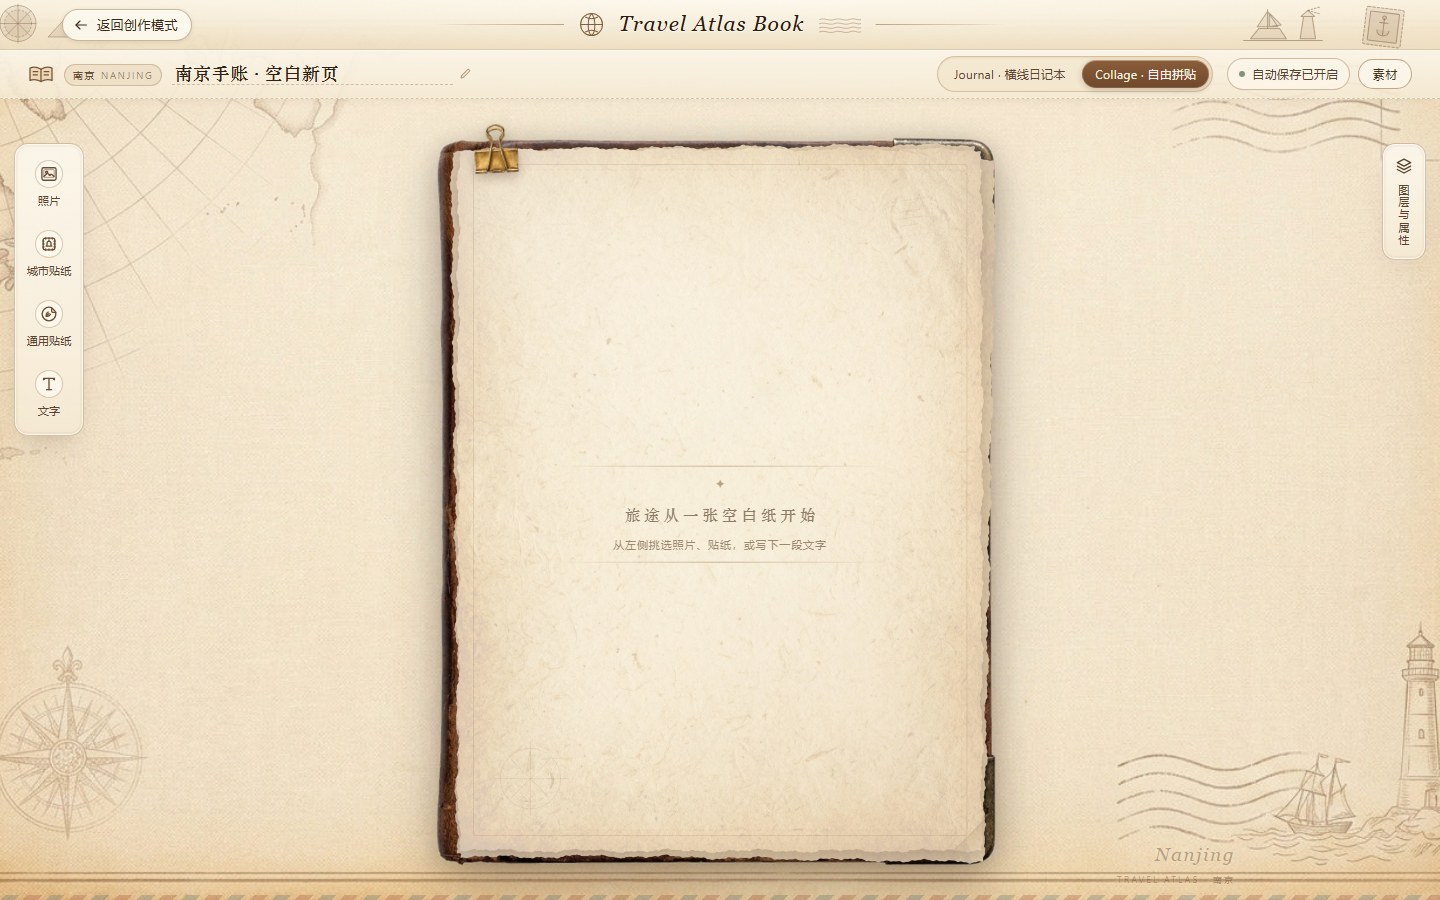 返回创作模式
Travel Atlas Book
南京 NANJING
南京手账 · 空白新页
Journal · 横线日记本
Collage · 自由拼贴
自动保存已开启
素材
照片
城市贴纸
通用贴纸
文字
图层与属性
旅途从一张空白纸开始
从左侧挑选照片、贴纸，或写下一段文字
Nanjing
TRAVEL ATLAS · 南京